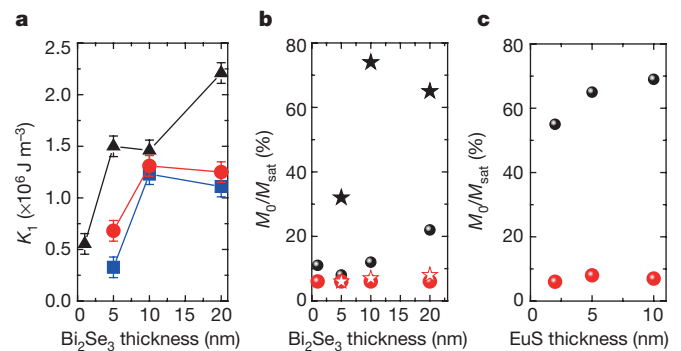 a
K₁ (×10⁶ J m⁻³)
2.5
2.0
1.5
1.0
0.5
0.0
0 5 10 15 20
Bi₂Se₃ thickness (nm)
b
M₀/Mₛₐₜ (%)
80
60
40
20
0
0 5 10 15 20 25
Bi₂Se₃ thickness (nm)
c
M₀/Mₛₐₜ (%)
80
60
40
20
0
0 5 10
EuS thickness (nm)